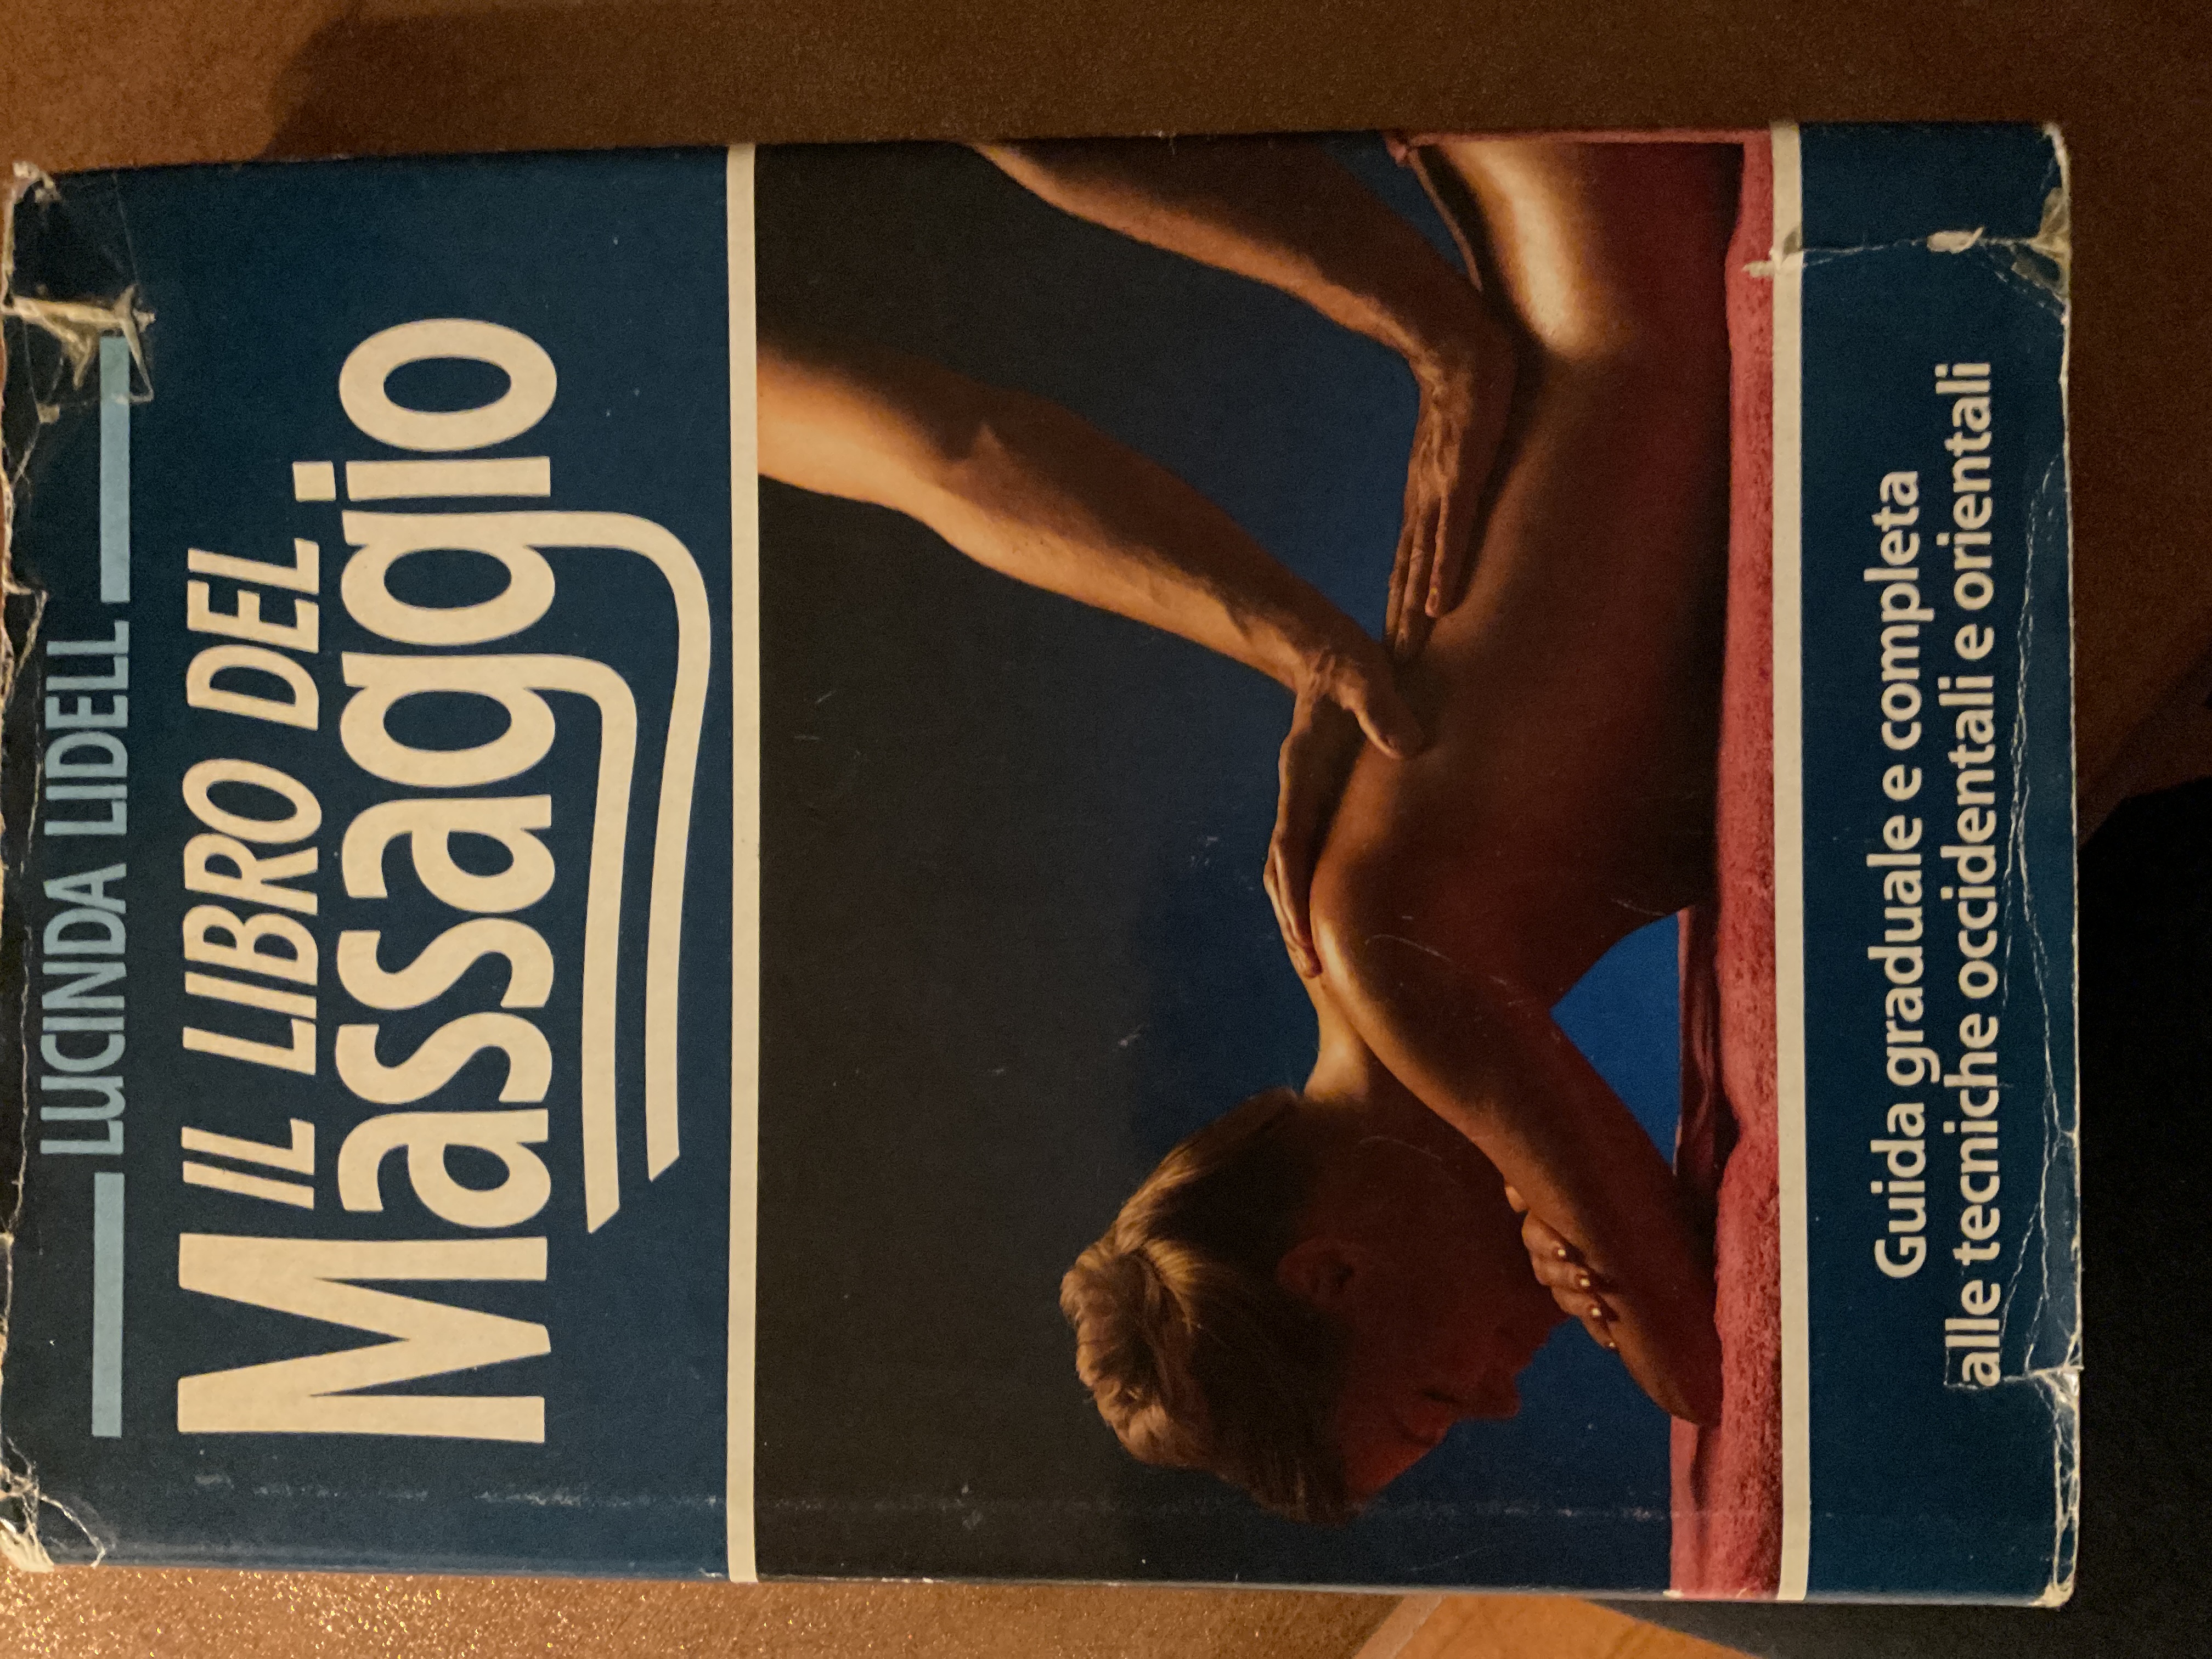 LUCINDA LIDELL
IL LIBRO DEL
Massaggio
Guida graduale e completa
alle tecniche occidentali e orientali